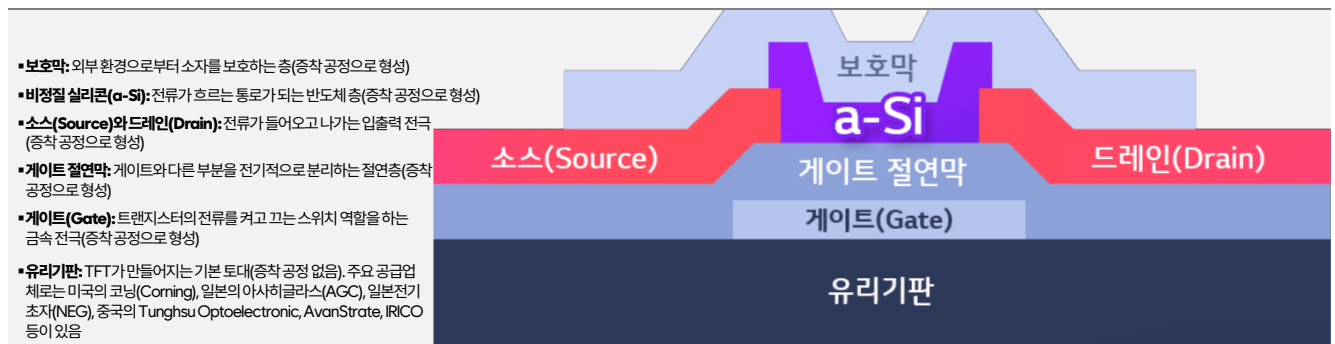 ▪보호막: 외부 환경으로부터 소자를 보호하는 층(증착 공정으로 형성)
▪비정질 실리콘(a-Si): 전류가 흐르는 통로가 되는 반도체 층(증착 공정으로 형성)
▪소스(Source)와 드레인(Drain): 전류가 들어오고 나가는 입출력 전극
(증착 공정으로 형성)
▪게이트 절연막: 게이트와 다른 부분을 전기적으로 분리하는 절연층(증착
공정으로 형성)
▪게이트(Gate): 트랜지스터의 전류를 켜고 끄는 스위치 역할을 하는
금속 전극(증착 공정으로 형성)
▪유리기판: TFT가 만들어지는 기본 토대(증착 공정 없음). 주요 공급업
체로는 미국의 코닝(Corning), 일본의 아사히글라스(AGC), 일본전기
초자(NEG), 중국의 Tunghsu Optoelectronic, AvanStrate, IRICO
등이 있음
보호막
a-Si
소스(Source)
게이트 절연막
드레인(Drain)
게이트(Gate)
유리기판